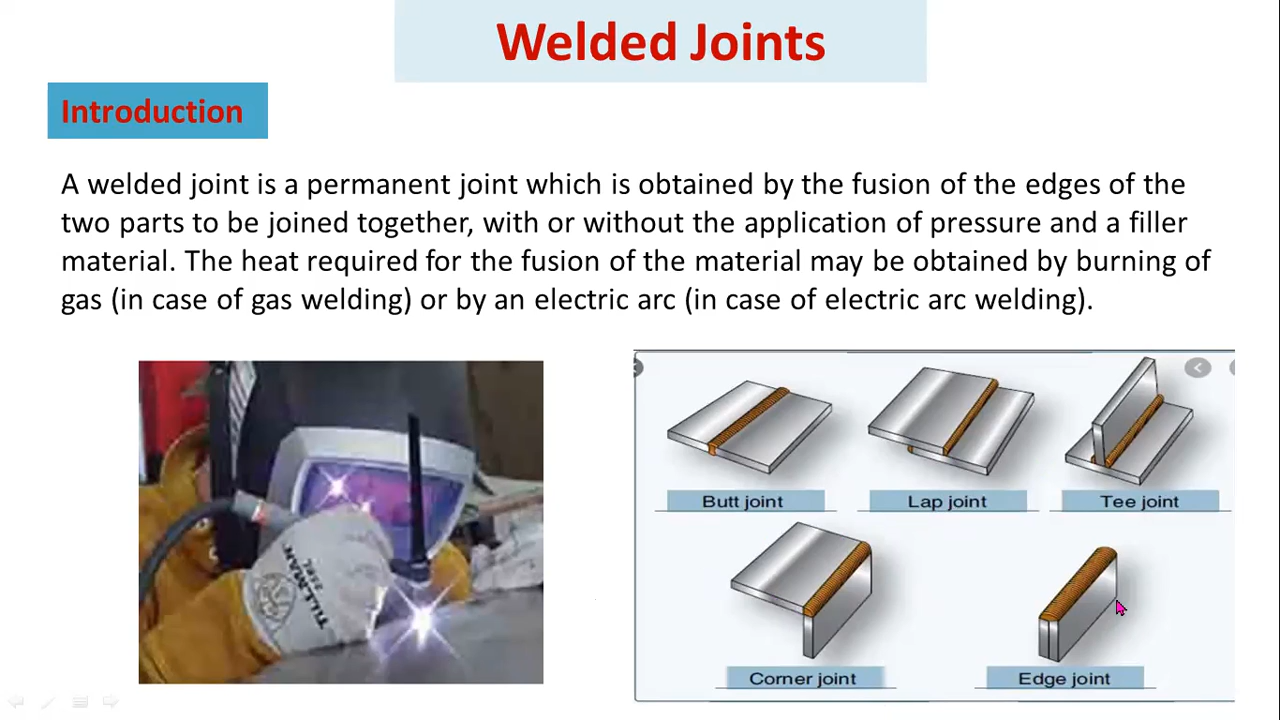 Welded Joints
Introduction
A welded joint is a permanent joint which is obtained by the fusion of the edges of the
two parts to be joined together, with or without the application of pressure and a filler
material. The heat required for the fusion of the material may be obtained by burning of
gas (in case of gas welding) or by an electric arc (in case of electric arc welding).
TILLMAN
Butt joint
Lap joint
Tee joint
Corner joint
Edge joint